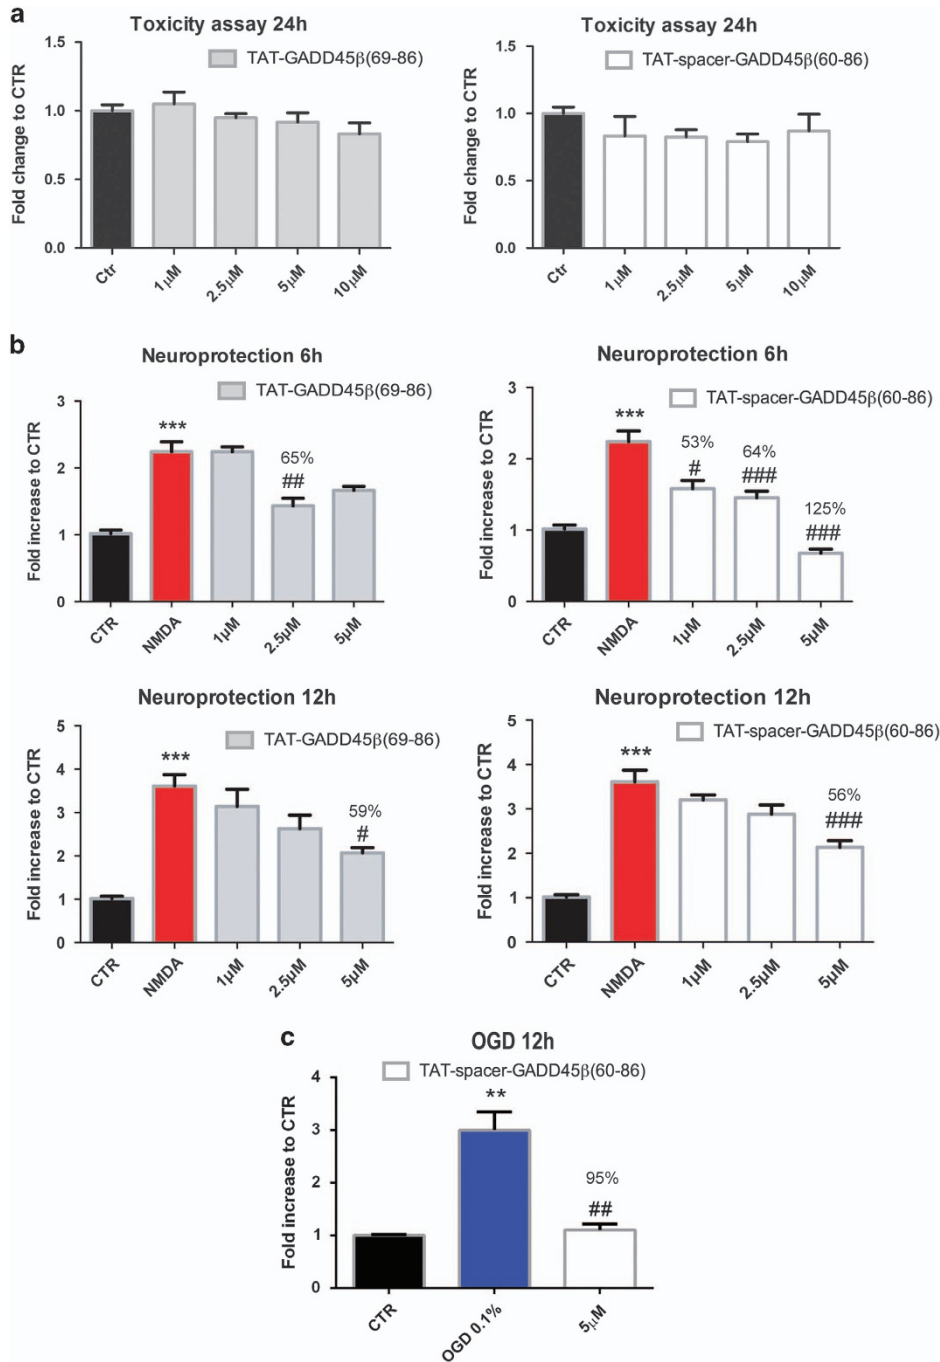 a
Toxicity assay 24h
TAT-GADD45β(69-86)
Fold change to CTR
1.5
1.0
0.5
0.0
Ctr
1μM
2.5μM
5μM
10μM
Toxicity assay 24h
TAT-spacer-GADD45β(60-86)
Fold change to CTR
1.5
1.0
0.5
0.0
Ctr
1μM
2.5μM
5μM
10μM
b
Neuroprotection 6h
TAT-GADD45β(69-86)
Fold increase to CTR
3
2
1
0
***
65%
##
CTR
NMDA
1μM
2.5μM
5μM
Neuroprotection 6h
TAT-spacer-GADD45β(60-86)
Fold increase to CTR
3
2
1
0
***
53%
#
64%
###
125%
###
CTR
NMDA
1μM
2.5μM
5μM
Neuroprotection 12h
TAT-GADD45β(69-86)
Fold increase to CTR
5
4
3
2
1
0
***
59%
#
CTR
NMDA
1μM
2.5μM
5μM
Neuroprotection 12h
TAT-spacer-GADD45β(60-86)
Fold increase to CTR
5
4
3
2
1
0
***
56%
###
CTR
NMDA
1μM
2.5μM
5μM
c
OGD 12h
TAT-spacer-GADD45β(60-86)
Fold increase to CTR
4
3
2
1
0
**
95%
##
CTR
OGD 0.1%
5μM